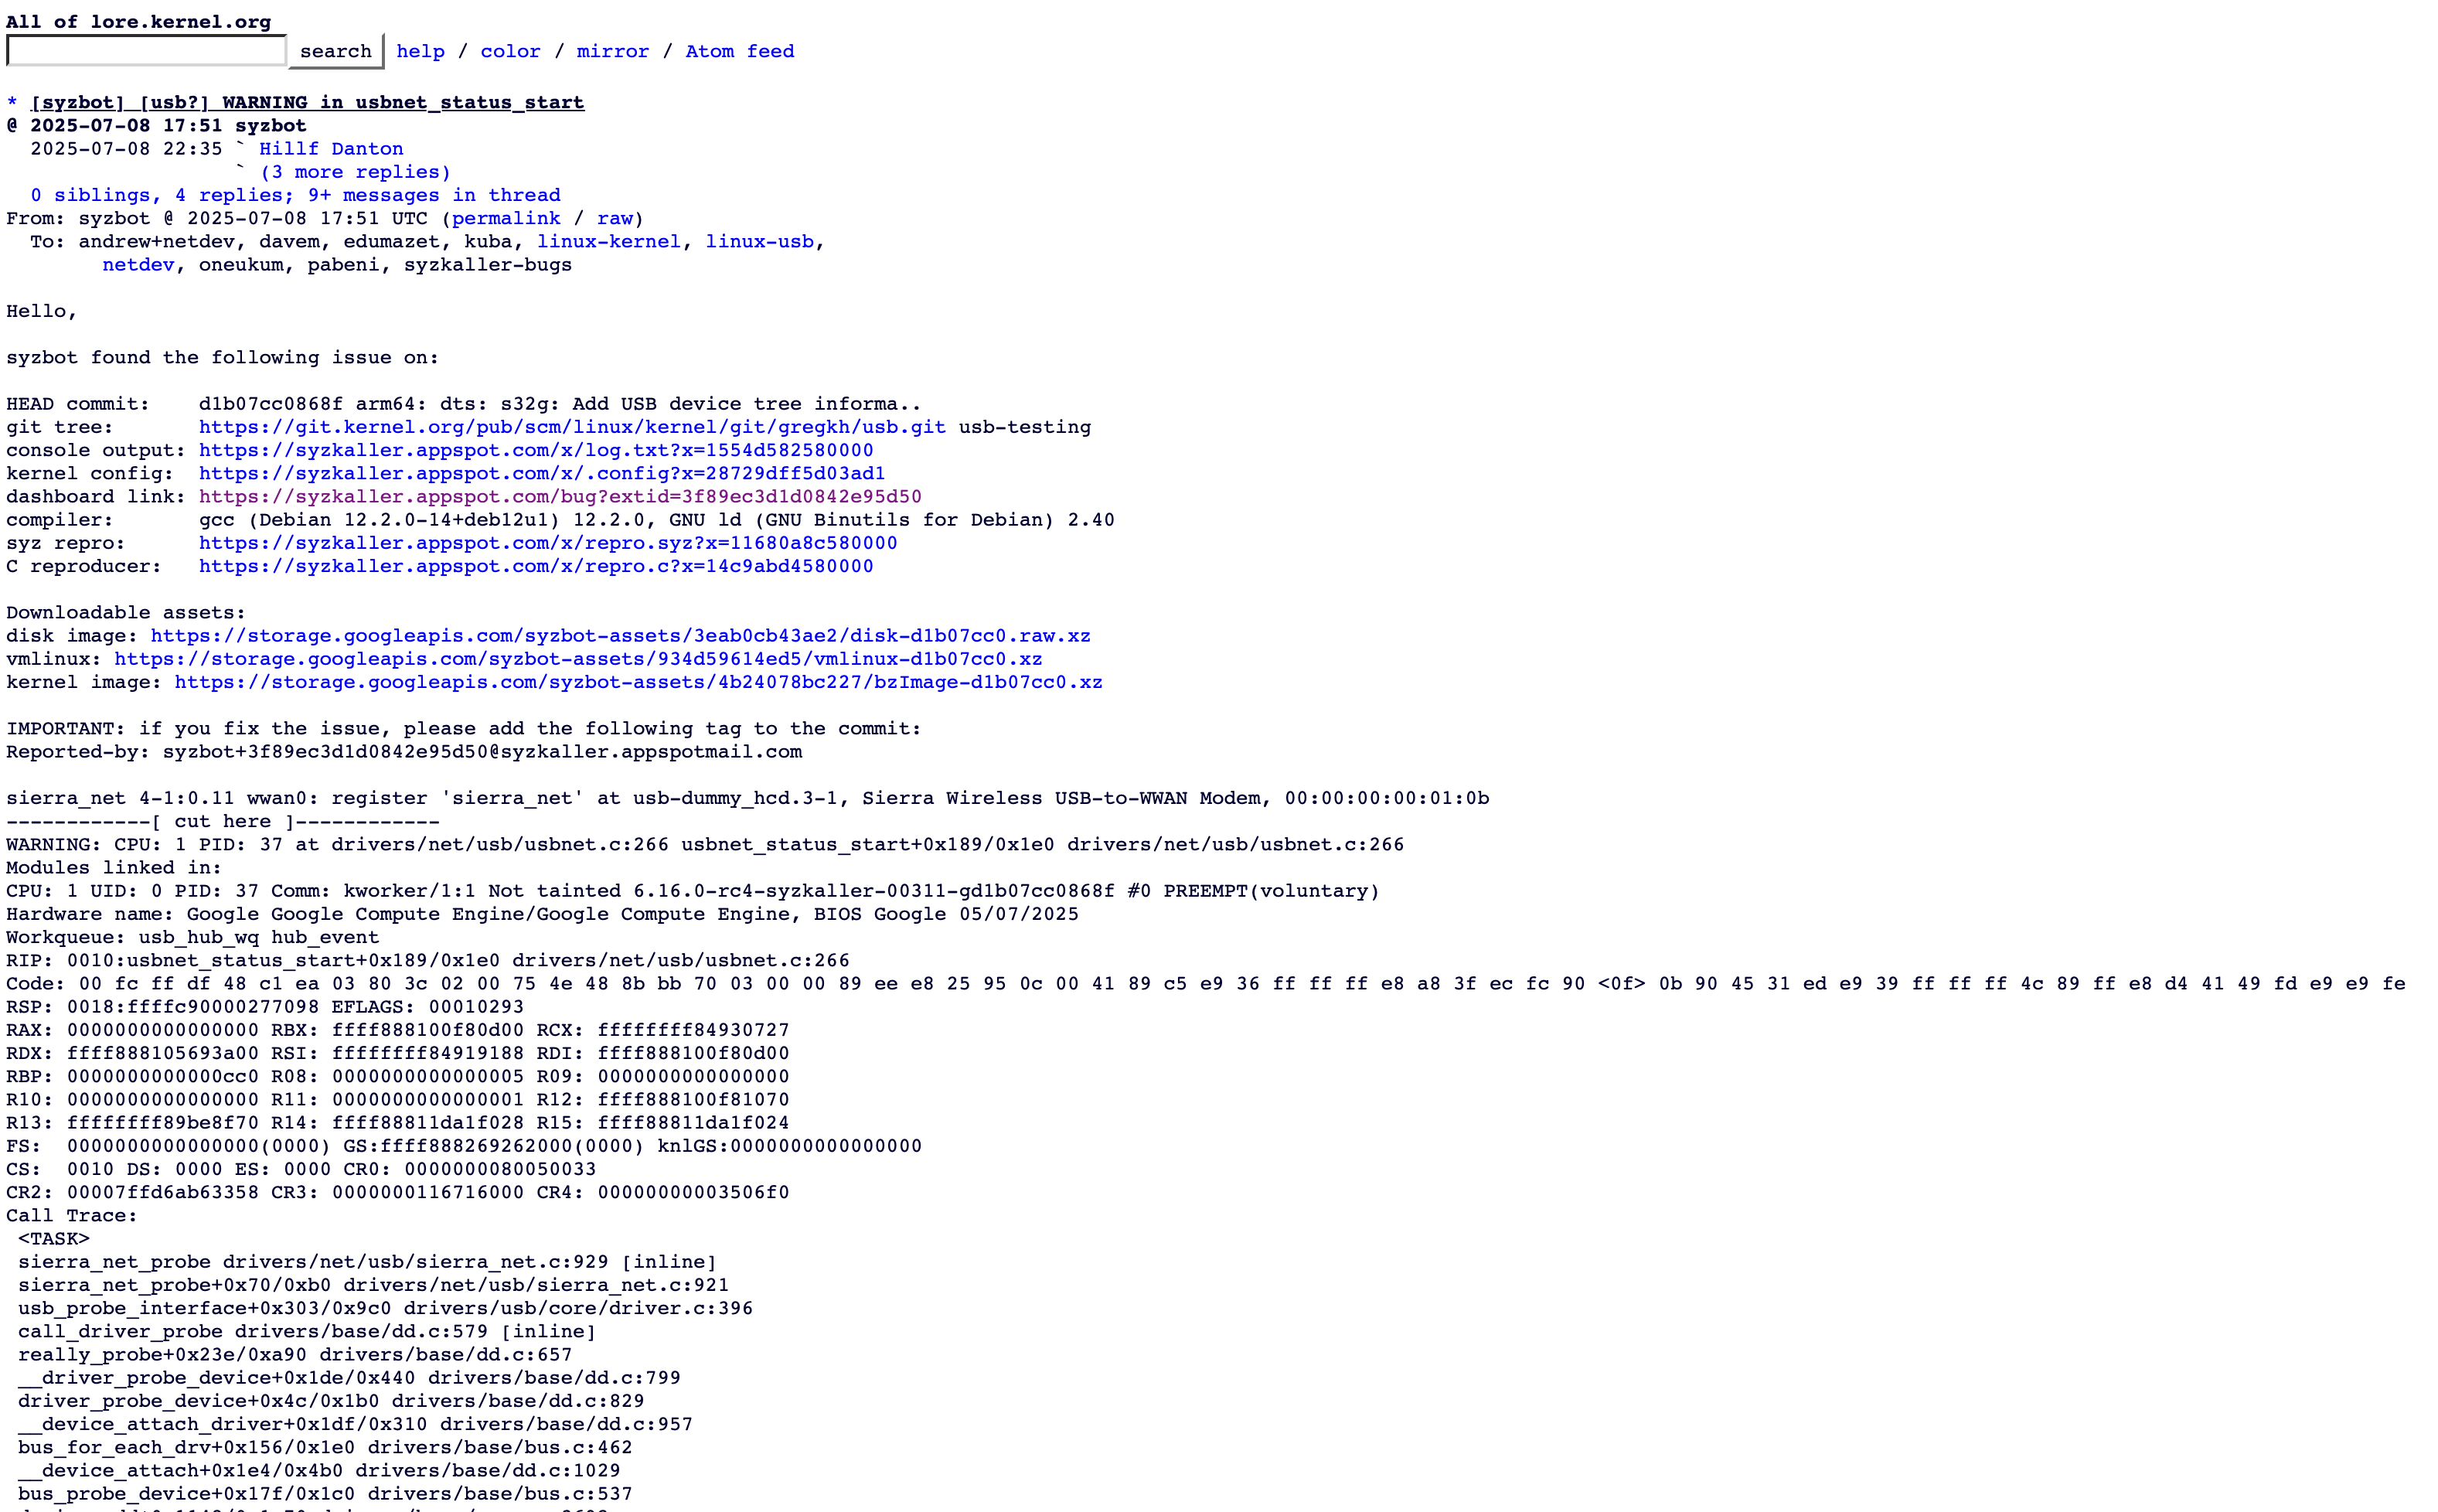 All of lore.kernel.org
search help / color / mirror / Atom feed
* [syzbot] [usb?] WARNING in usbnet_status_start
@ 2025-07-08 17:51 syzbot
  2025-07-08 22:35 ` Hillf Danton
                   ` (3 more replies)
  0 siblings, 4 replies; 9+ messages in thread
From: syzbot @ 2025-07-08 17:51 UTC (permalink / raw)
  To: andrew+netdev, davem, edumazet, kuba, linux-kernel, linux-usb,
        netdev, oneukum, pabeni, syzkaller-bugs
Hello,
syzbot found the following issue on:
HEAD commit:    d1b07cc0868f arm64: dts: s32g: Add USB device tree informa..
git tree:       https://git.kernel.org/pub/scm/linux/kernel/git/gregkh/usb.git usb-testing
console output: https://syzkaller.appspot.com/x/log.txt?x=1554d582580000
kernel config:  https://syzkaller.appspot.com/x/.config?x=28729dff5d03ad1
dashboard link: https://syzkaller.appspot.com/bug?extid=3f89ec3d1d0842e95d50
compiler:       gcc (Debian 12.2.0-14+deb12u1) 12.2.0, GNU ld (GNU Binutils for Debian) 2.40
syz repro:      https://syzkaller.appspot.com/x/repro.syz?x=11680a8c580000
C reproducer:   https://syzkaller.appspot.com/x/repro.c?x=14c9abd4580000
Downloadable assets:
disk image: https://storage.googleapis.com/syzbot-assets/3eab0cb43ae2/disk-d1b07cc0.raw.xz
vmlinux: https://storage.googleapis.com/syzbot-assets/934d59614ed5/vmlinux-d1b07cc0.xz
kernel image: https://storage.googleapis.com/syzbot-assets/4b24078bc227/bzImage-d1b07cc0.xz
IMPORTANT: if you fix the issue, please add the following tag to the commit:
Reported-by: syzbot+3f89ec3d1d0842e95d50@syzkaller.appspotmail.com
sierra_net 4-1:0.11 wwan0: register 'sierra_net' at usb-dummy_hcd.3-1, Sierra Wireless USB-to-WWAN Modem, 00:00:00:00:01:0b
------------[ cut here ]------------
WARNING: CPU: 1 PID: 37 at drivers/net/usb/usbnet.c:266 usbnet_status_start+0x189/0x1e0 drivers/net/usb/usbnet.c:266
Modules linked in:
CPU: 1 UID: 0 PID: 37 Comm: kworker/1:1 Not tainted 6.16.0-rc4-syzkaller-00311-gd1b07cc0868f #0 PREEMPT(voluntary)
Hardware name: Google Google Compute Engine/Google Compute Engine, BIOS Google 05/07/2025
Workqueue: usb_hub_wq hub_event
RIP: 0010:usbnet_status_start+0x189/0x1e0 drivers/net/usb/usbnet.c:266
Code: 00 fc ff df 48 c1 ea 03 80 3c 02 00 75 4e 48 8b bb 70 03 00 00 89 ee e8 25 95 0c 00 41 89 c5 e9 36 ff ff ff e8 a8 3f ec fc 90 <0f> 0b 90 45 31 ed e9 39 ff ff ff 4c 89 ff e8 d4 41 49 fd e9 e9 fe
RSP: 0018:ffffc90000277098 EFLAGS: 00010293
RAX: 0000000000000000 RBX: ffff888100f80d00 RCX: ffffffff84930727
RDX: ffff888105693a00 RSI: ffffffff84919188 RDI: ffff888100f80d00
RBP: 0000000000000cc0 R08: 0000000000000005 R09: 0000000000000000
R10: 0000000000000000 R11: 0000000000000001 R12: ffff888100f81070
R13: ffffffff89be8f70 R14: ffff88811da1f028 R15: ffff88811da1f024
FS:  0000000000000000(0000) GS:ffff888269262000(0000) knlGS:0000000000000000
CS:  0010 DS: 0000 ES: 0000 CR0: 0000000080050033
CR2: 00007ffd6ab63358 CR3: 0000000116716000 CR4: 00000000003506f0
Call Trace:
 <TASK>
 sierra_net_probe drivers/net/usb/sierra_net.c:929 [inline]
 sierra_net_probe+0x70/0xb0 drivers/net/usb/sierra_net.c:921
 usb_probe_interface+0x303/0x9c0 drivers/usb/core/driver.c:396
 call_driver_probe drivers/base/dd.c:579 [inline]
 really_probe+0x23e/0xa90 drivers/base/dd.c:657
 __driver_probe_device+0x1de/0x440 drivers/base/dd.c:799
 driver_probe_device+0x4c/0x1b0 drivers/base/dd.c:829
 __device_attach_driver+0x1df/0x310 drivers/base/dd.c:957
 bus_for_each_drv+0x156/0x1e0 drivers/base/bus.c:462
 __device_attach+0x1e4/0x4b0 drivers/base/dd.c:1029
 bus_probe_device+0x17f/0x1c0 drivers/base/bus.c:537